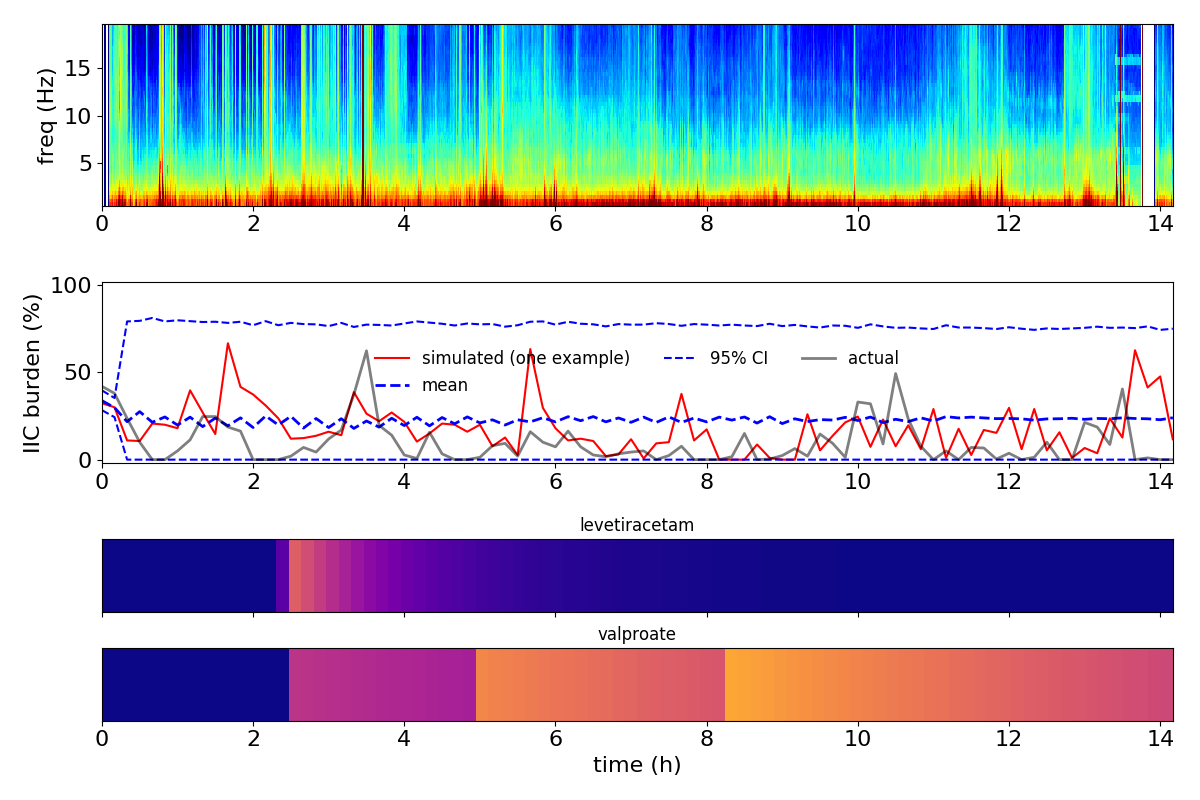 freq (Hz)
15
10
5
0 2 4 6 8 10 12 14
IIC burden (%)
100
50
0
simulated (one example) 95% CI actual
mean
0 2 4 6 8 10 12 14
levetiracetam
valproate
0 2 4 6 8 10 12 14
time (h)